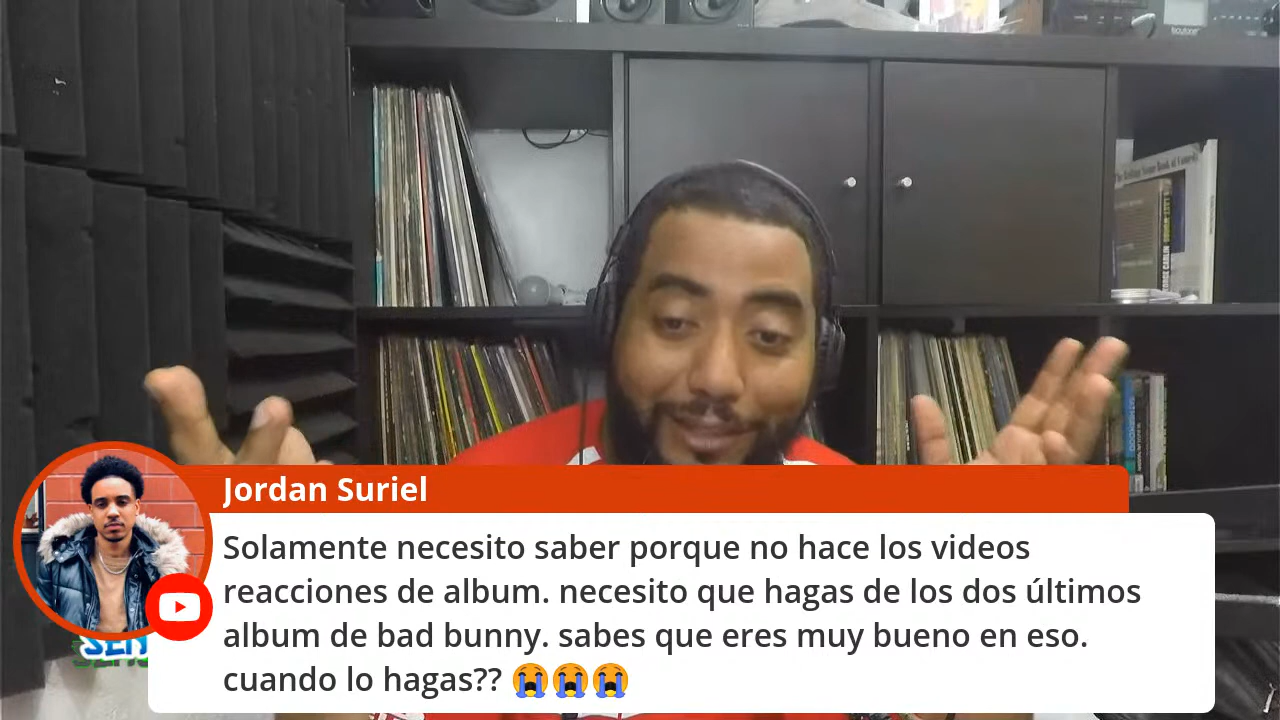 Jordan Suriel
Solamente necesito saber porque no hace los videos
reacciones de album. necesito que hagas de los dos últimos
album de bad bunny. sabes que eres muy bueno en eso.
cuando lo hagas?? 😭😭😭